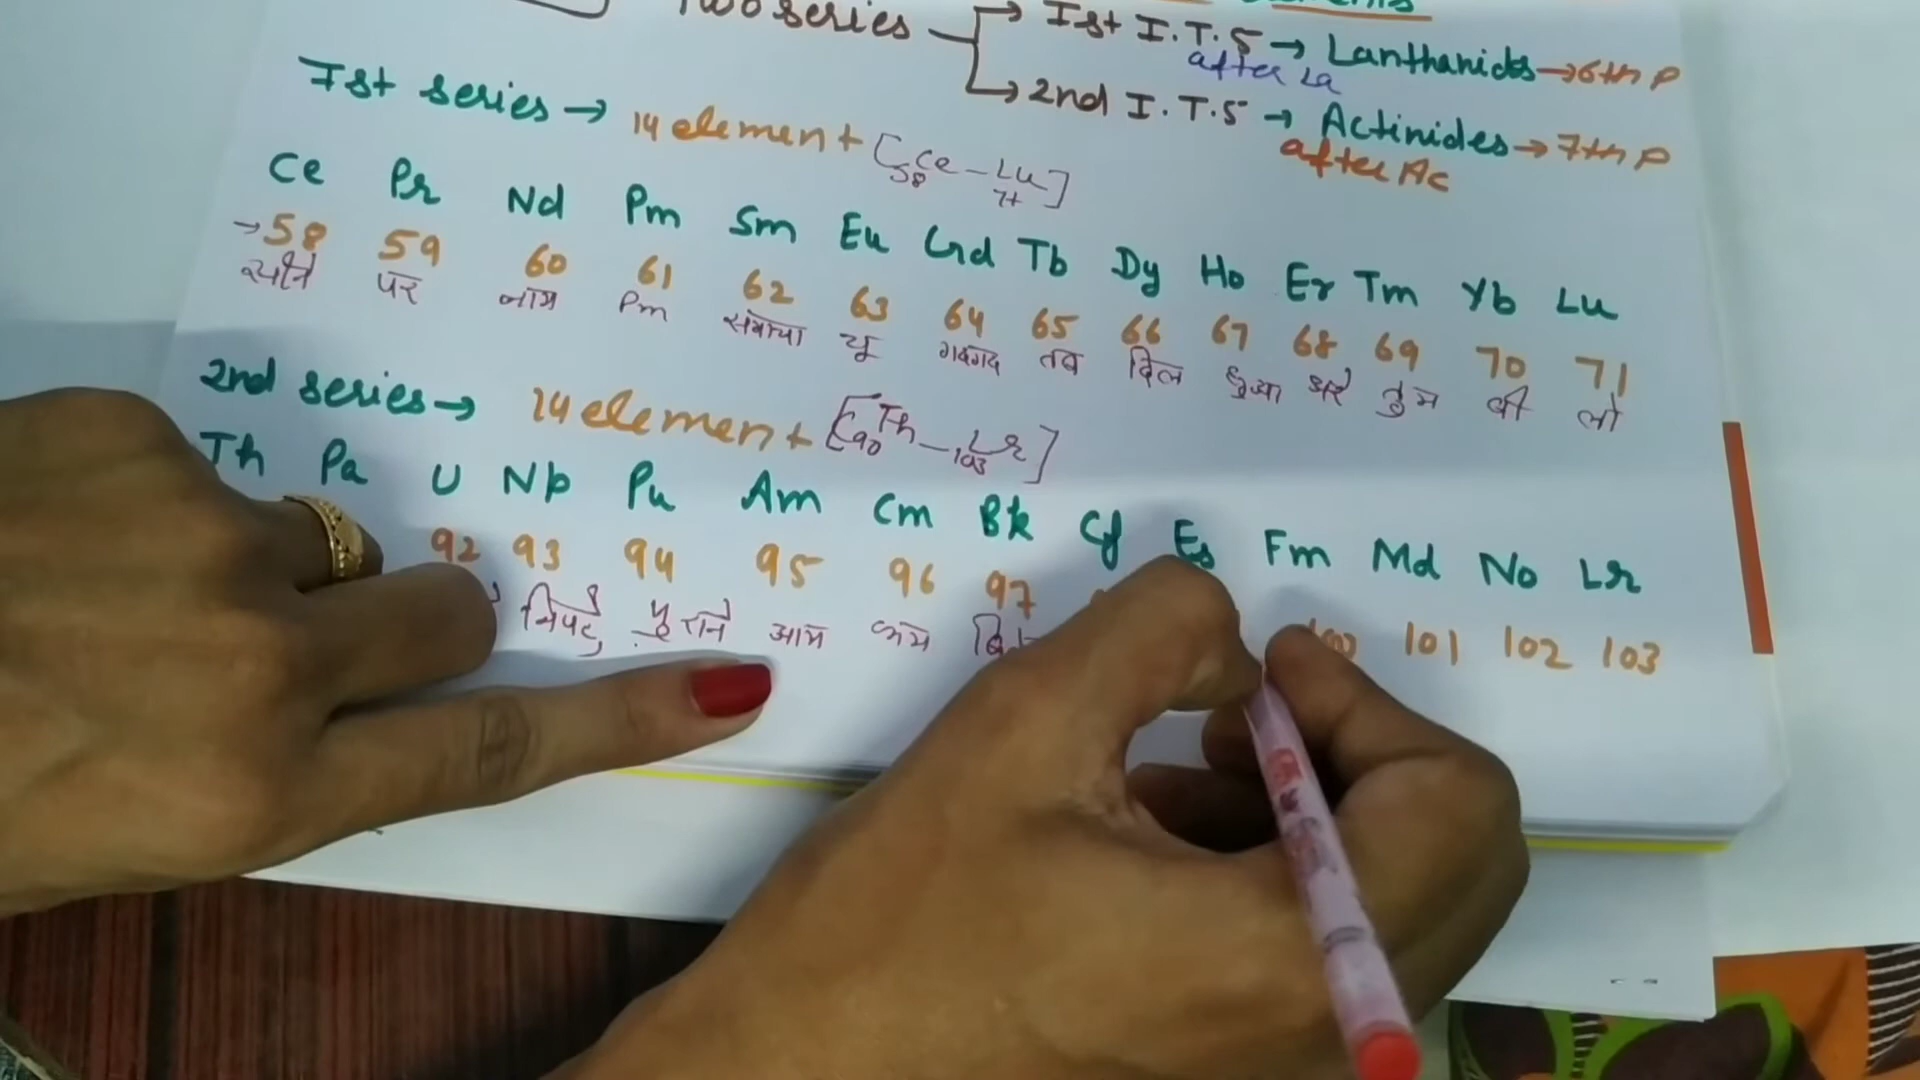 Two series → Ist I.T.S → Lanthanids → 6th P
after La
→ 2nd I.T.S → Actinides → 7th P
after Ac
Ist series → 14 element [58Ce - Lu71]
Ce Pr Nd Pm Sm Eu Gd Tb Dy Ho Er Tm Yb Lu
→ 58 59 60 61 62 63 64 65 66 67 68 69 70 71
पर नाम Pm यू गदगद तब दिल हुआ अरे तुम बी लो
2nd series → 14 element [90Th - 103Lr]
Th Pa U Np Pu Am Cm Bk Cf Es Fm Md No Lr
92 93 94 95 96 97 100 101 102 103
निपट, पुराने आम कम